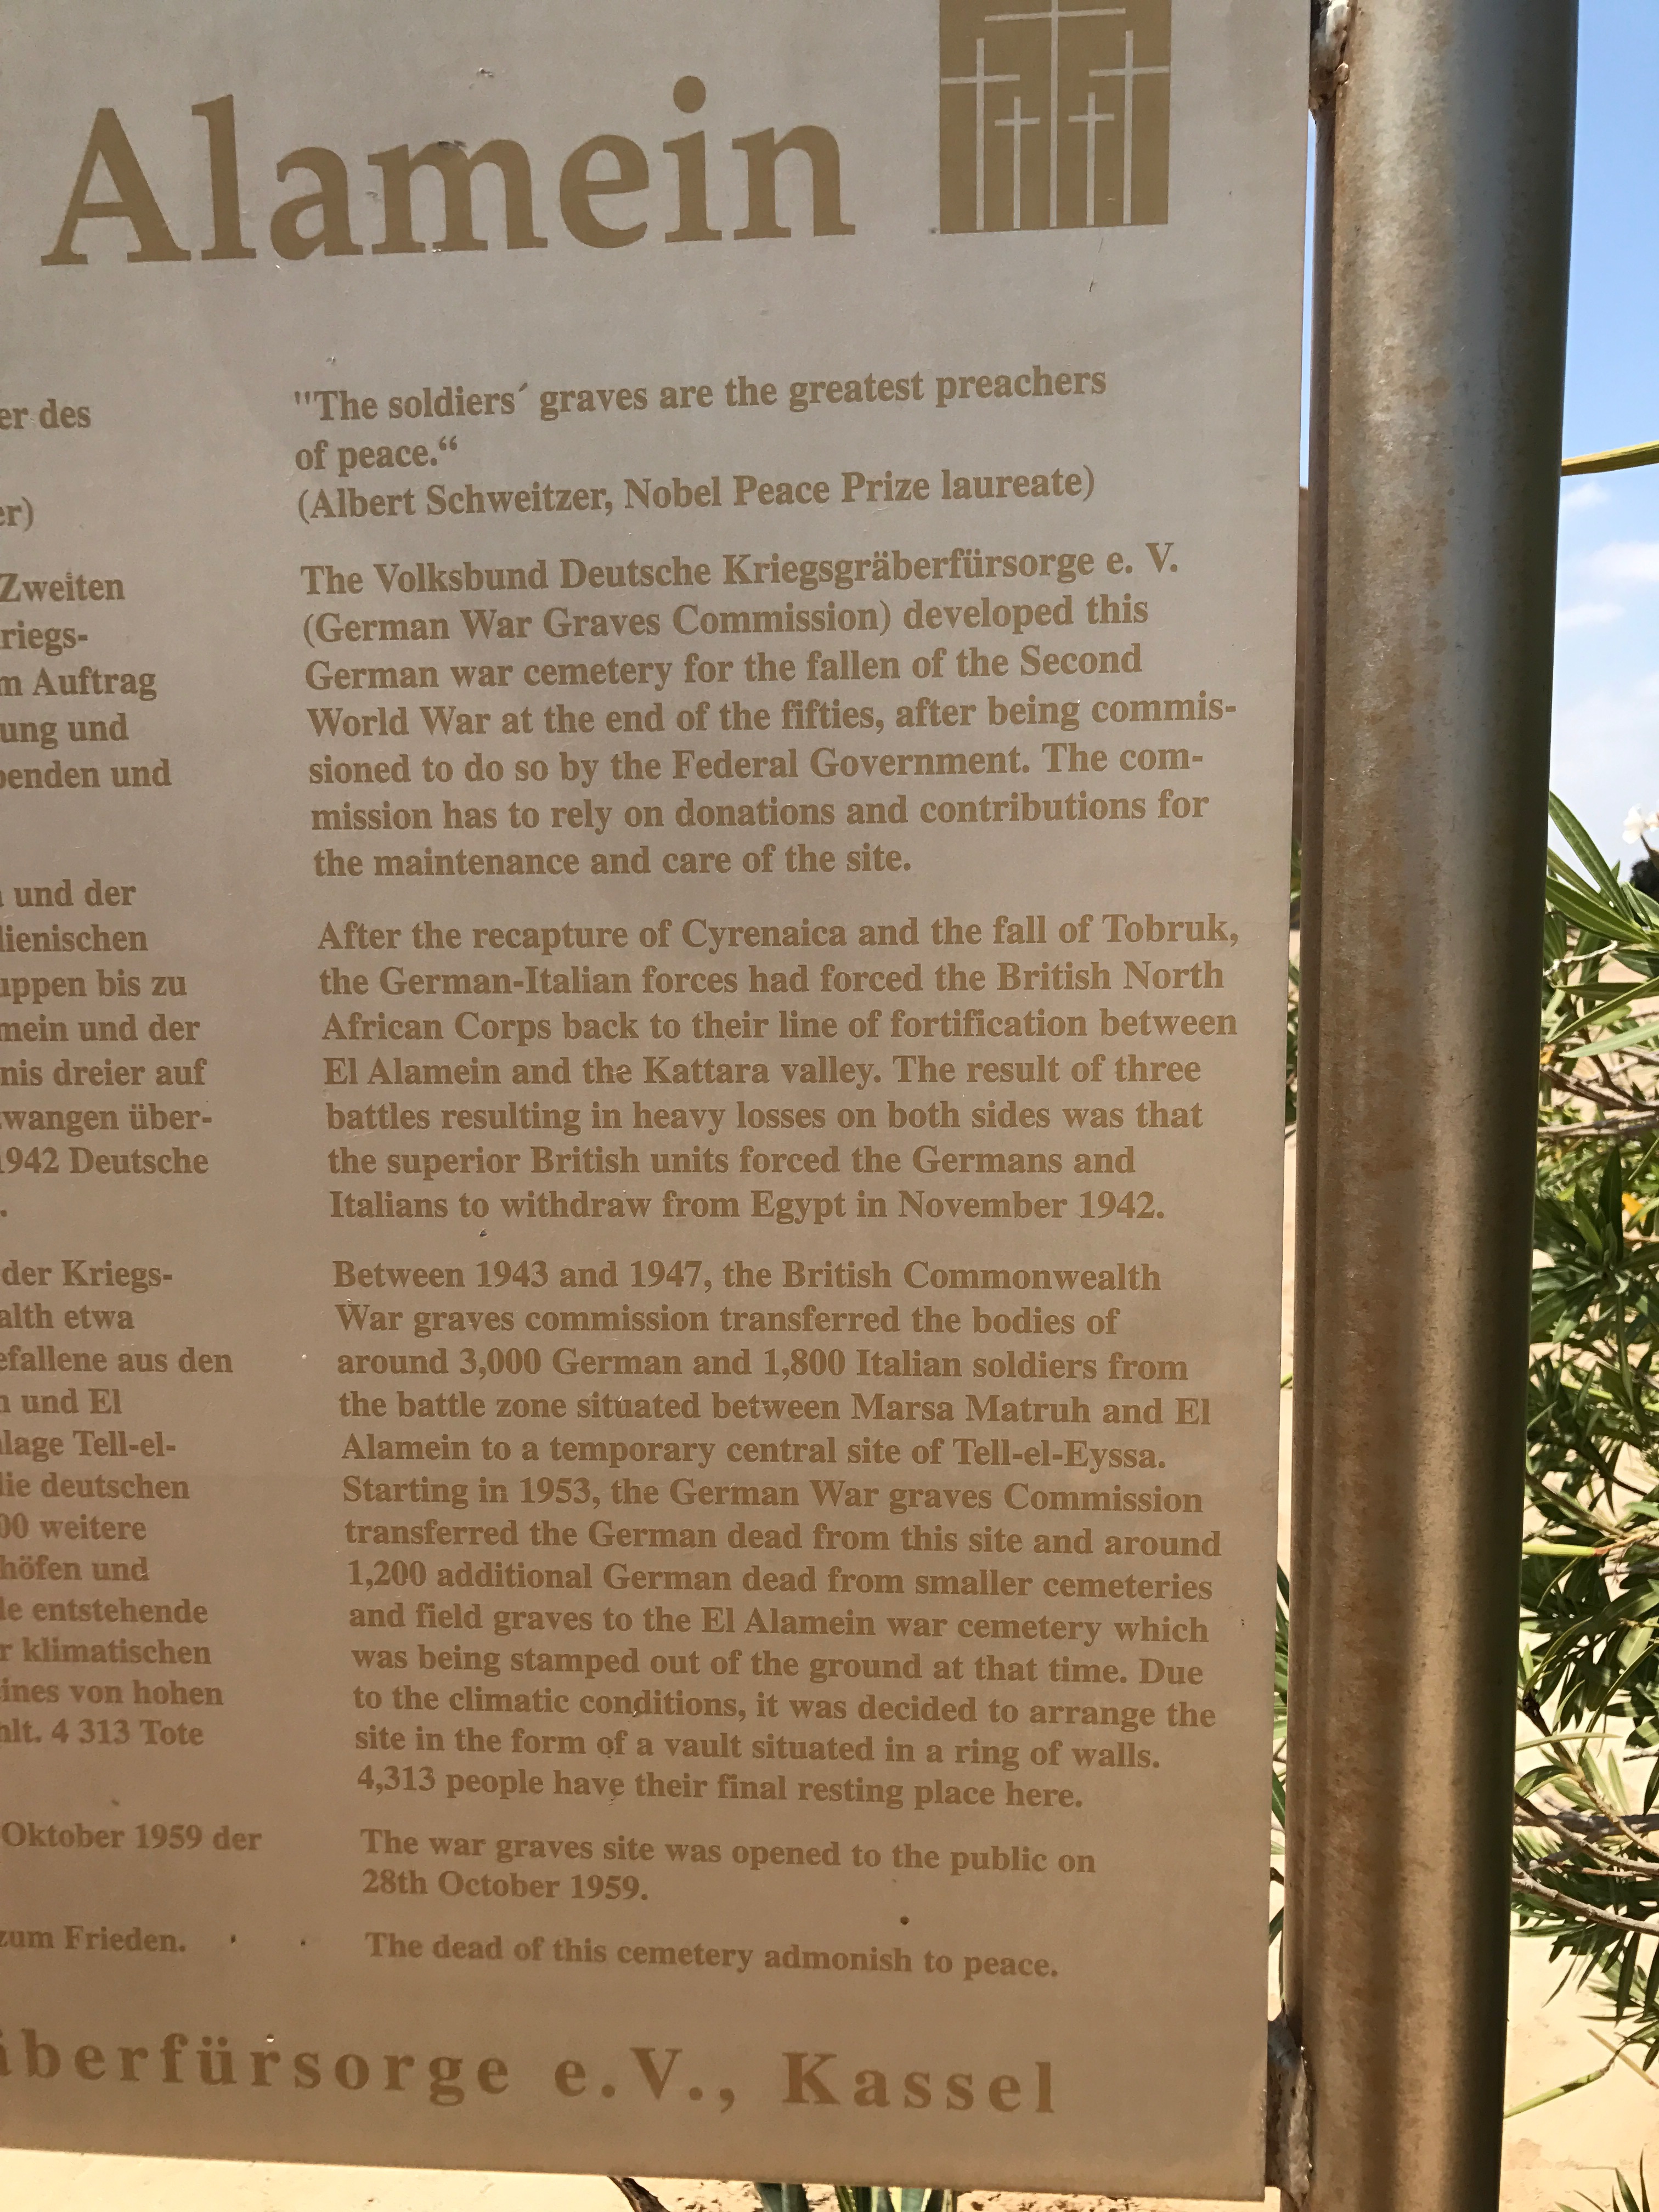 Alamein
er des
er)
Zweiten
riegs-
m Auftrag
ung und
penden und
und der
lienischen
uppen bis zu
mein und der
nis dreier auf
wangen über-
1942 Deutsche
.
der Kriegs-
alth etwa
efallene aus den
n und El
lage Tell-el-
die deutschen
00 weitere
höfen und
de entstehende
r klimatischen
eines von hohen
hlt. 4 313 Tote
Oktober 1959 der
zum Frieden.
"The soldiers´ graves are the greatest preachers
of peace.“
(Albert Schweitzer, Nobel Peace Prize laureate)
The Volksbund Deutsche Kriegsgräberfürsorge e. V.
(German War Graves Commission) developed this
German war cemetery for the fallen of the Second
World War at the end of the fifties, after being commis-
sioned to do so by the Federal Government. The com-
mission has to rely on donations and contributions for
the maintenance and care of the site.
After the recapture of Cyrenaica and the fall of Tobruk,
the German-Italian forces had forced the British North
African Corps back to their line of fortification between
El Alamein and the Kattara valley. The result of three
battles resulting in heavy losses on both sides was that
the superior British units forced the Germans and
Italians to withdraw from Egypt in November 1942.
Between 1943 and 1947, the British Commonwealth
War graves commission transferred the bodies of
around 3,000 German and 1,800 Italian soldiers from
the battle zone situated between Marsa Matruh and El
Alamein to a temporary central site of Tell-el-Eyssa.
Starting in 1953, the German War graves Commission
transferred the German dead from this site and around
1,200 additional German dead from smaller cemeteries
and field graves to the El Alamein war cemetery which
was being stamped out of the ground at that time. Due
to the climatic conditions, it was decided to arrange the
site in the form of a vault situated in a ring of walls.
4,313 people have their final resting place here.
The war graves site was opened to the public on
28th October 1959.
The dead of this cemetery admonish to peace.
äberfürsorge e.V., Kassel